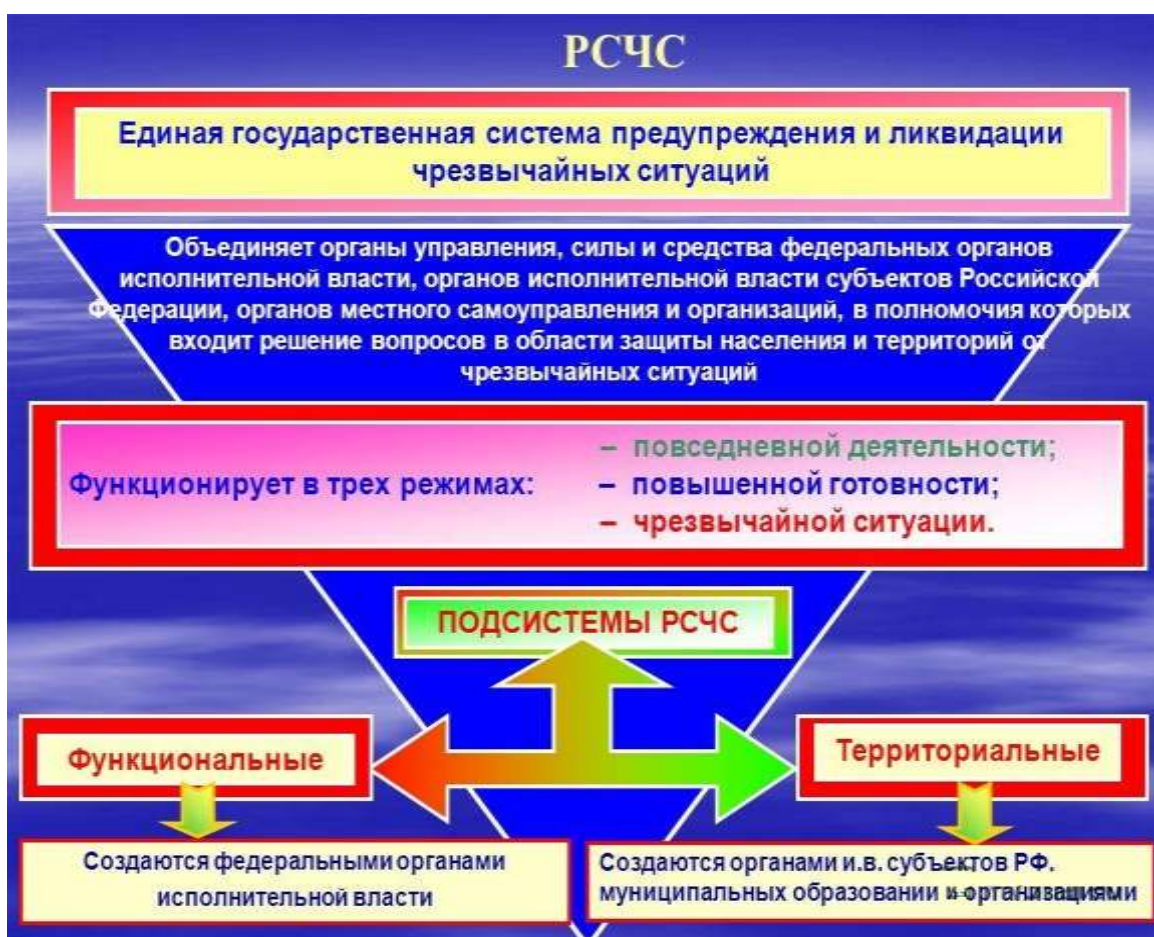 РСЧС
Единая государственная система предупреждения и ликвидации
чрезвычайных ситуаций
Объединяет органы управления, силы и средства федеральных органов
исполнительной власти, органов исполнительной власти субъектов Российской
Федерации, органов местного самоуправления и организаций, в полномочия которых
входит решение вопросов в области защиты населения и территорий от
чрезвычайных ситуаций
Функционирует в трех режимах:
– повседневной деятельности;
– повышенной готовности;
– чрезвычайной ситуации.
ПОДСИСТЕМЫ РСЧС
Функциональные
Территориальные
Создаются федеральными органами
исполнительной власти
Создаются органами и.в. субъектов РФ.
муниципальных образовании и организациями